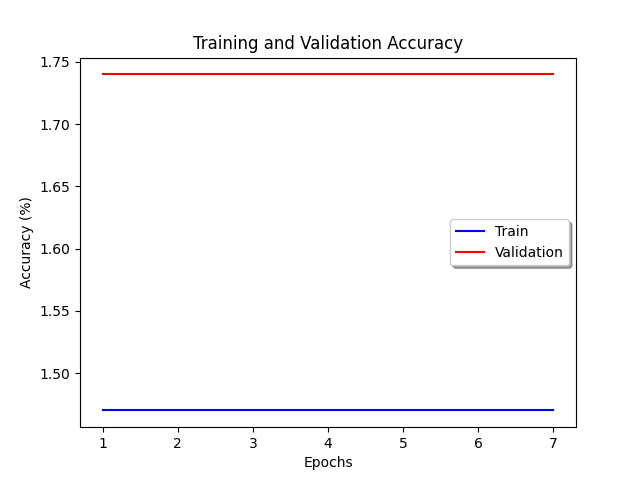 Training and Validation Accuracy
Accuracy (%)
1.75
1.70
1.65
1.60
1.55
1.50
Train
Validation
1 2 3 4 5 6 7
Epochs